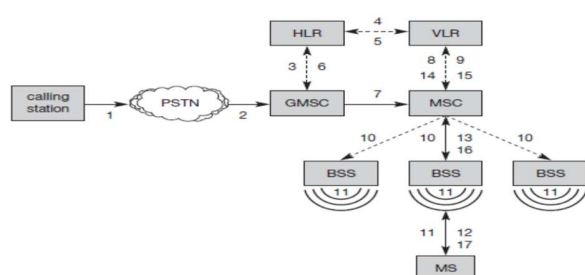 4
HLR VLR
5
3 6 8 9
14 15
calling
station
PSTN GMSC 7 MSC
1 2
10 10 13 10
16
BSS BSS BSS
11 11 11
11 12
17
MS